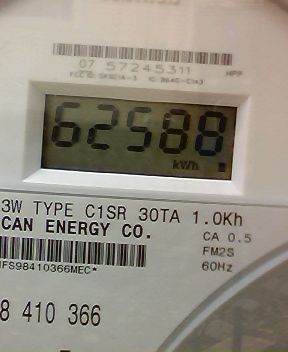 07 57245311 HPP
62588
kWh
3W TYPE C1SR 30TA 1.0Kh
CAN ENERGY CO.
CA 0.5
FM2S
60Hz
8 410 366